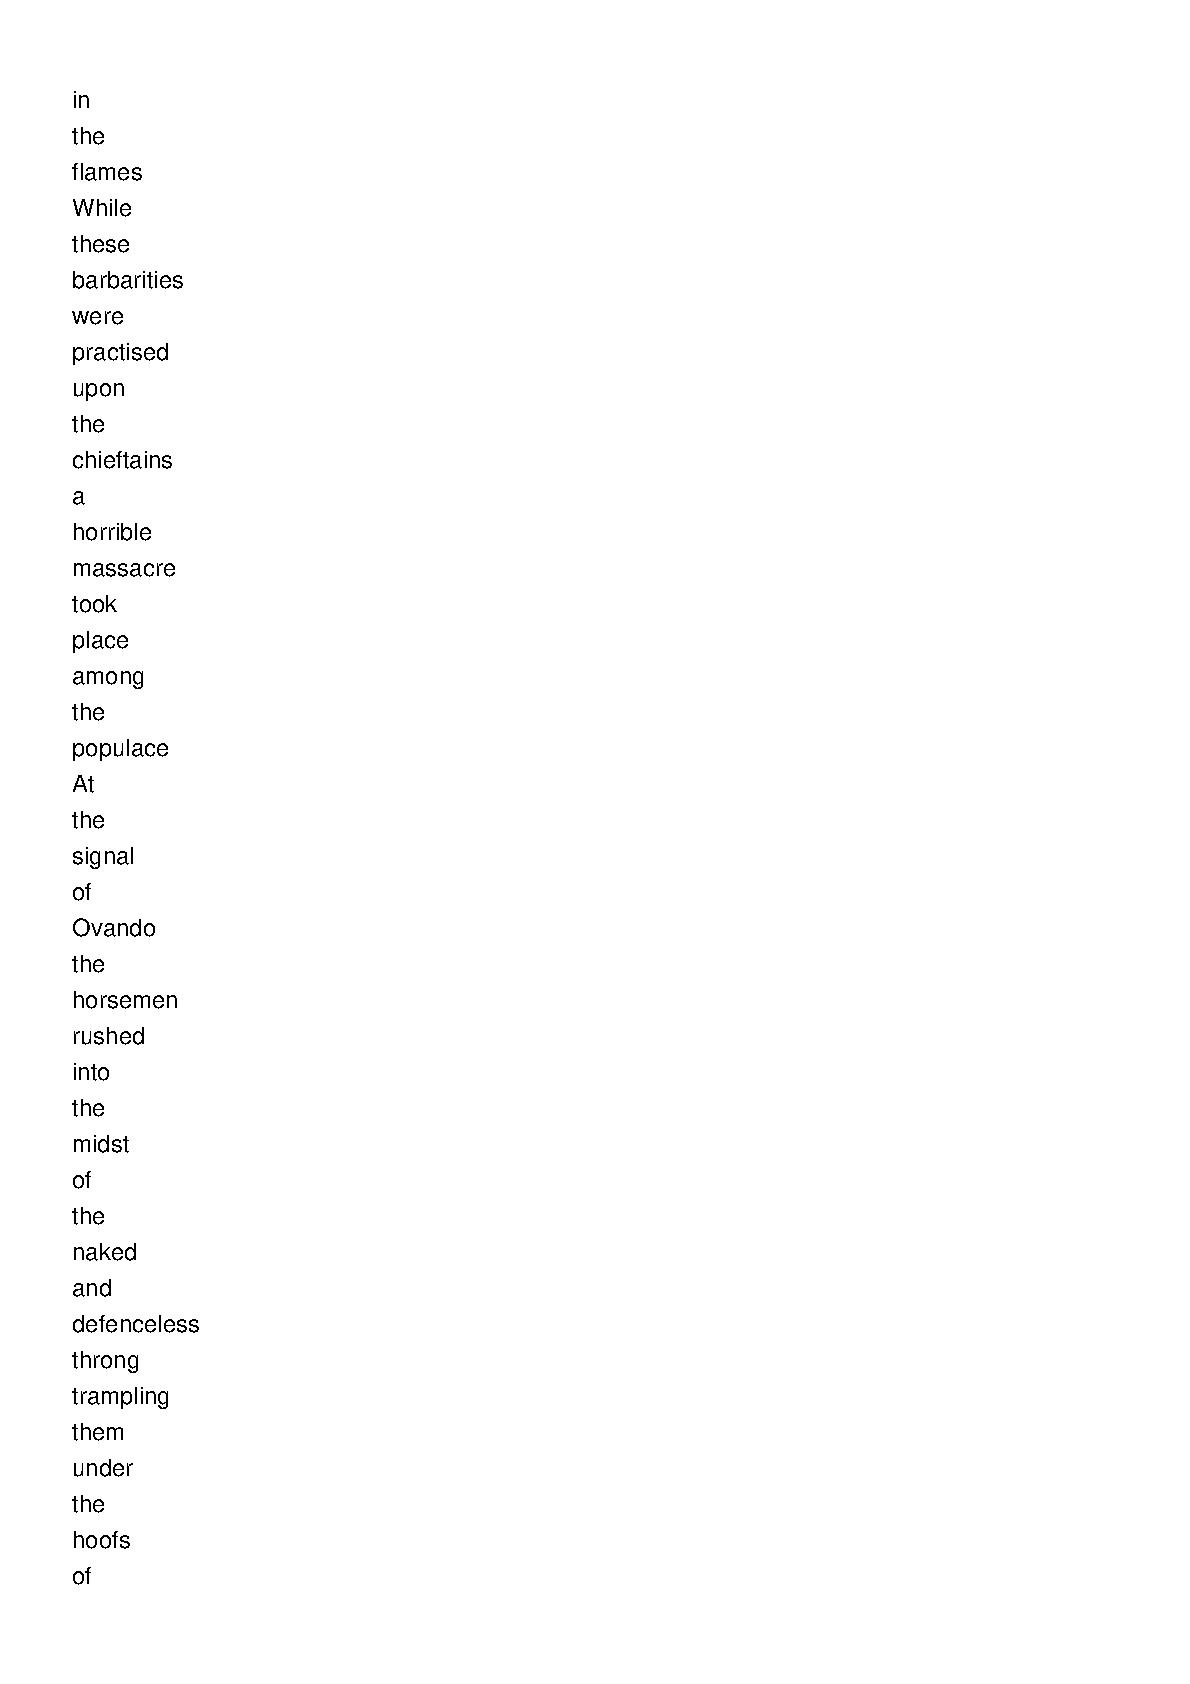 in
the
flames
While
these
barbarities
were
practised
upon
the
chieftains
a
horrible
massacre
took
place
among
the
populace
At
the
signal
of
Ovando
the
horsemen
rushed
into
the
midst
of
the
naked
and
defenceless
throng
trampling
them
under
the
hoofs
of